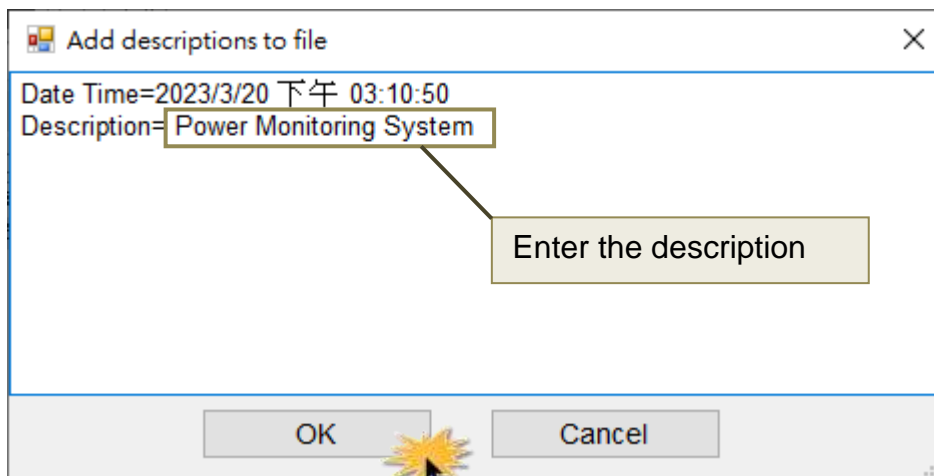 Add descriptions to file
Date Time=2023/3/20 下午 03:10:50
Description= Power Monitoring System
Enter the description
OK
Cancel